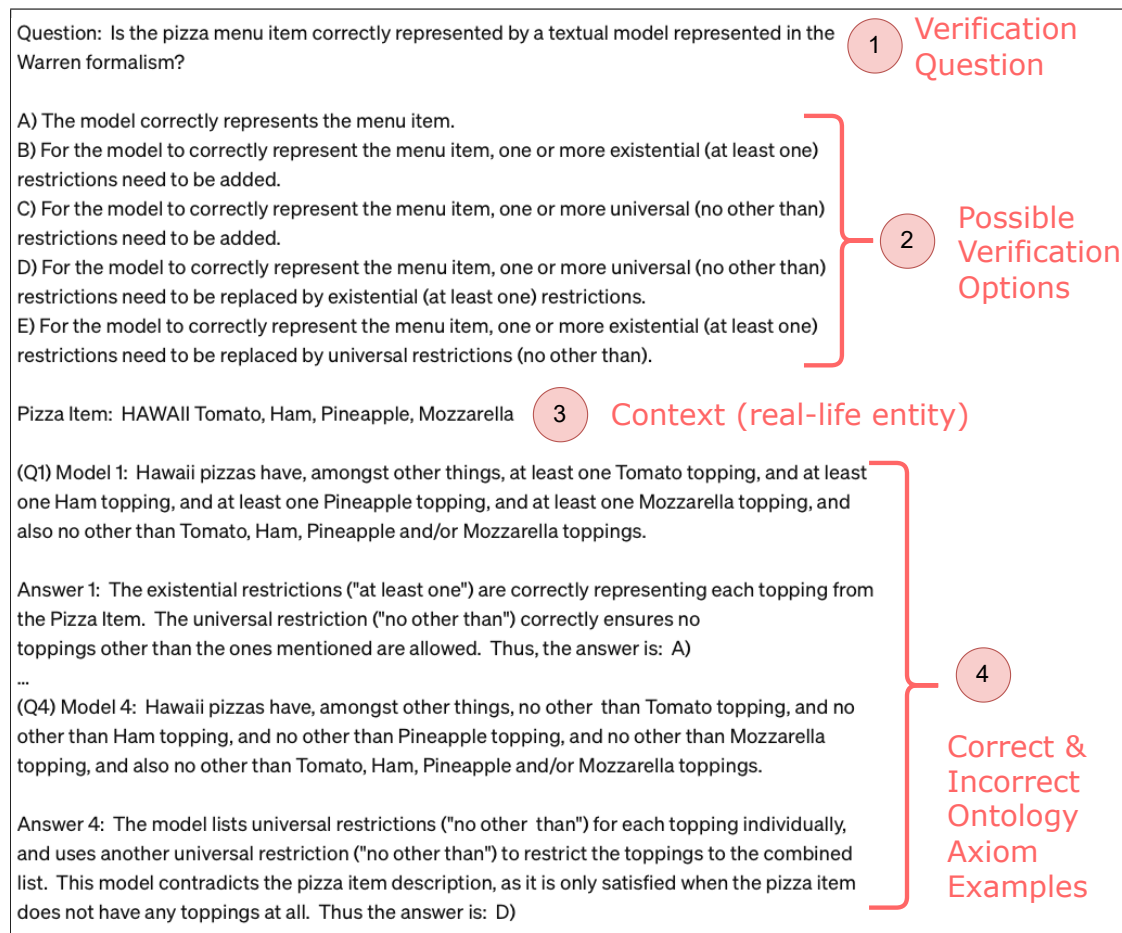 Question: Is the pizza menu item correctly represented by a textual model represented in the
Warren formalism?
1
Verification
Question
A) The model correctly represents the menu item.
B) For the model to correctly represent the menu item, one or more existential (at least one)
restrictions need to be added.
C) For the model to correctly represent the menu item, one or more universal (no other than)
restrictions need to be added.
D) For the model to correctly represent the menu item, one or more universal (no other than)
restrictions need to be replaced by existential (at least one) restrictions.
E) For the model to correctly represent the menu item, one or more existential (at least one)
restrictions need to be replaced by universal restrictions (no other than).
2
Possible
Verification
Options
Pizza Item: HAWAII Tomato, Ham, Pineapple, Mozzarella
3
Context (real-life entity)
(Q1) Model 1: Hawaii pizzas have, amongst other things, at least one Tomato topping, and at least
one Ham topping, and at least one Pineapple topping, and at least one Mozzarella topping, and
also no other than Tomato, Ham, Pineapple and/or Mozzarella toppings.
Answer 1: The existential restrictions ("at least one") are correctly representing each topping from
the Pizza Item. The universal restriction ("no other than") correctly ensures no
toppings other than the ones mentioned are allowed. Thus, the answer is: A)
...
(Q4) Model 4: Hawaii pizzas have, amongst other things, no other than Tomato topping, and no
other than Ham topping, and no other than Pineapple topping, and no other than Mozzarella
topping, and also no other than Tomato, Ham, Pineapple and/or Mozzarella toppings.
Answer 4: The model lists universal restrictions ("no other than") for each topping individually,
and uses another universal restriction ("no other than") to restrict the toppings to the combined
list. This model contradicts the pizza item description, as it is only satisfied when the pizza item
does not have any toppings at all. Thus the answer is: D)
4
Correct &
Incorrect
Ontology
Axiom
Examples